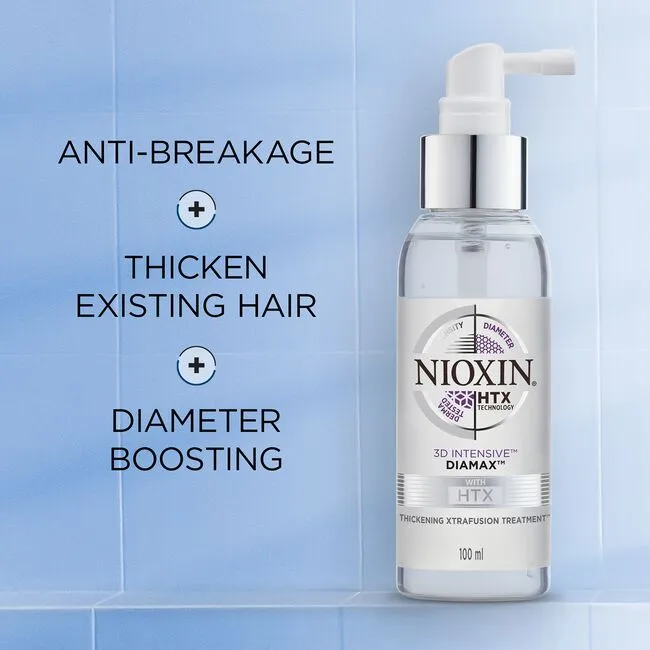 ANTI-BREAKAGE
+
THICKEN
EXISTING HAIR
+
DIAMETER
BOOSTING
DIAMETER
NIOXIN®
HTX
TECHNOLOGY
DERMA
TESTED
3D INTENSIVE™
DIAMAX™
WITH
HTX
THICKENING XTRAFUSION TREATMENT™
100 ml